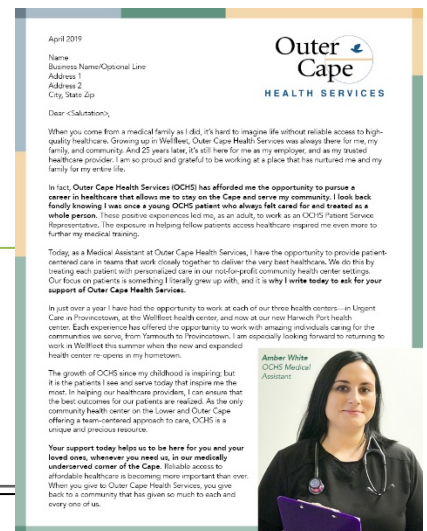 April 2019
Outer
Cape
HEALTH SERVICES
Name
Business Name/Optional Line
Address 1
Address 2
City, State Zip
Dear <Salutation>,
When you come from a medical family as I did, it's hard to imagine life without reliable access to high-
quality healthcare. Growing up in Wellfleet, Outer Cape Health Services was always there for me, my
family, and community. And 25 years later, it's still here for me as my employer, and as my trusted
healthcare provider. I am so proud and grateful to be working at a place that has nurtured me and my
family for my entire life.
In fact, Outer Cape Health Services (OCHS) has afforded me the opportunity to pursue a
career in healthcare that allows me to stay on the Cape and serve my community. I look back
fondly knowing I was once a young OCHS patient who always felt cared for and treated as a
whole person. These positive experiences led me, as an adult, to work as an OCHS Patient Service
Representative. The exposure in helping fellow patients access healthcare inspired me even more to
further my medical training.
Today, as a Medical Assistant at Outer Cape Health Services, I have the opportunity to provide patient-
centered care in teams that work closely together to deliver the very best healthcare. We do this by
treating each patient with personalized care in our not-for-profit community health center settings.
Our focus on patients is something I literally grew up with, and it is why I write today to ask for your
support of Outer Cape Health Services.
In just over a year I have had the opportunity to work at each of our three health centers—in Urgent
Care in Provincetown, at the Wellfleet health center, and now at our new Harwich Port health
center. Each experience has offered the opportunity to work with amazing individuals caring for the
communities we serve, from Yarmouth to Provincetown. I am especially looking forward to returning to
work in Wellfleet this summer when the new and expanded
health center re-opens in my hometown.
The growth of OCHS since my childhood is inspiring; but
it is the patients I see and serve today that inspire me the
most. In helping our healthcare providers, I can ensure that
the best outcomes for our patients are realized. As the only
community health center on the Lower and Outer Cape
offering a team-centered approach to care, OCHS is a
unique and precious resource.
Your support today helps us to be here for you and your
loved ones, whenever you need us, in our medically
underserved corner of the Cape. Reliable access to
affordable healthcare is becoming more important than ever.
When you give to Outer Cape Health Services, you give
back to a community that has given so much to each and
every one of us.
Amber White
OCHS Medical
Assistant